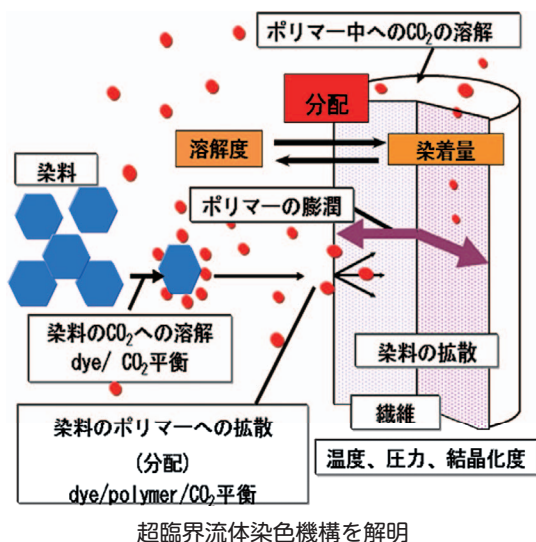 ポリマー中へのCO₂の溶解
分配
溶解度
染着量
染料
ポリマーの膨潤
染料のCO₂への溶解
dye/ CO₂平衡
染料の拡散
染料のポリマーへの拡散
(分配)
dye/polymer/CO₂平衡
繊維
温度、圧力、結晶化度
超臨界流体染色機構を解明